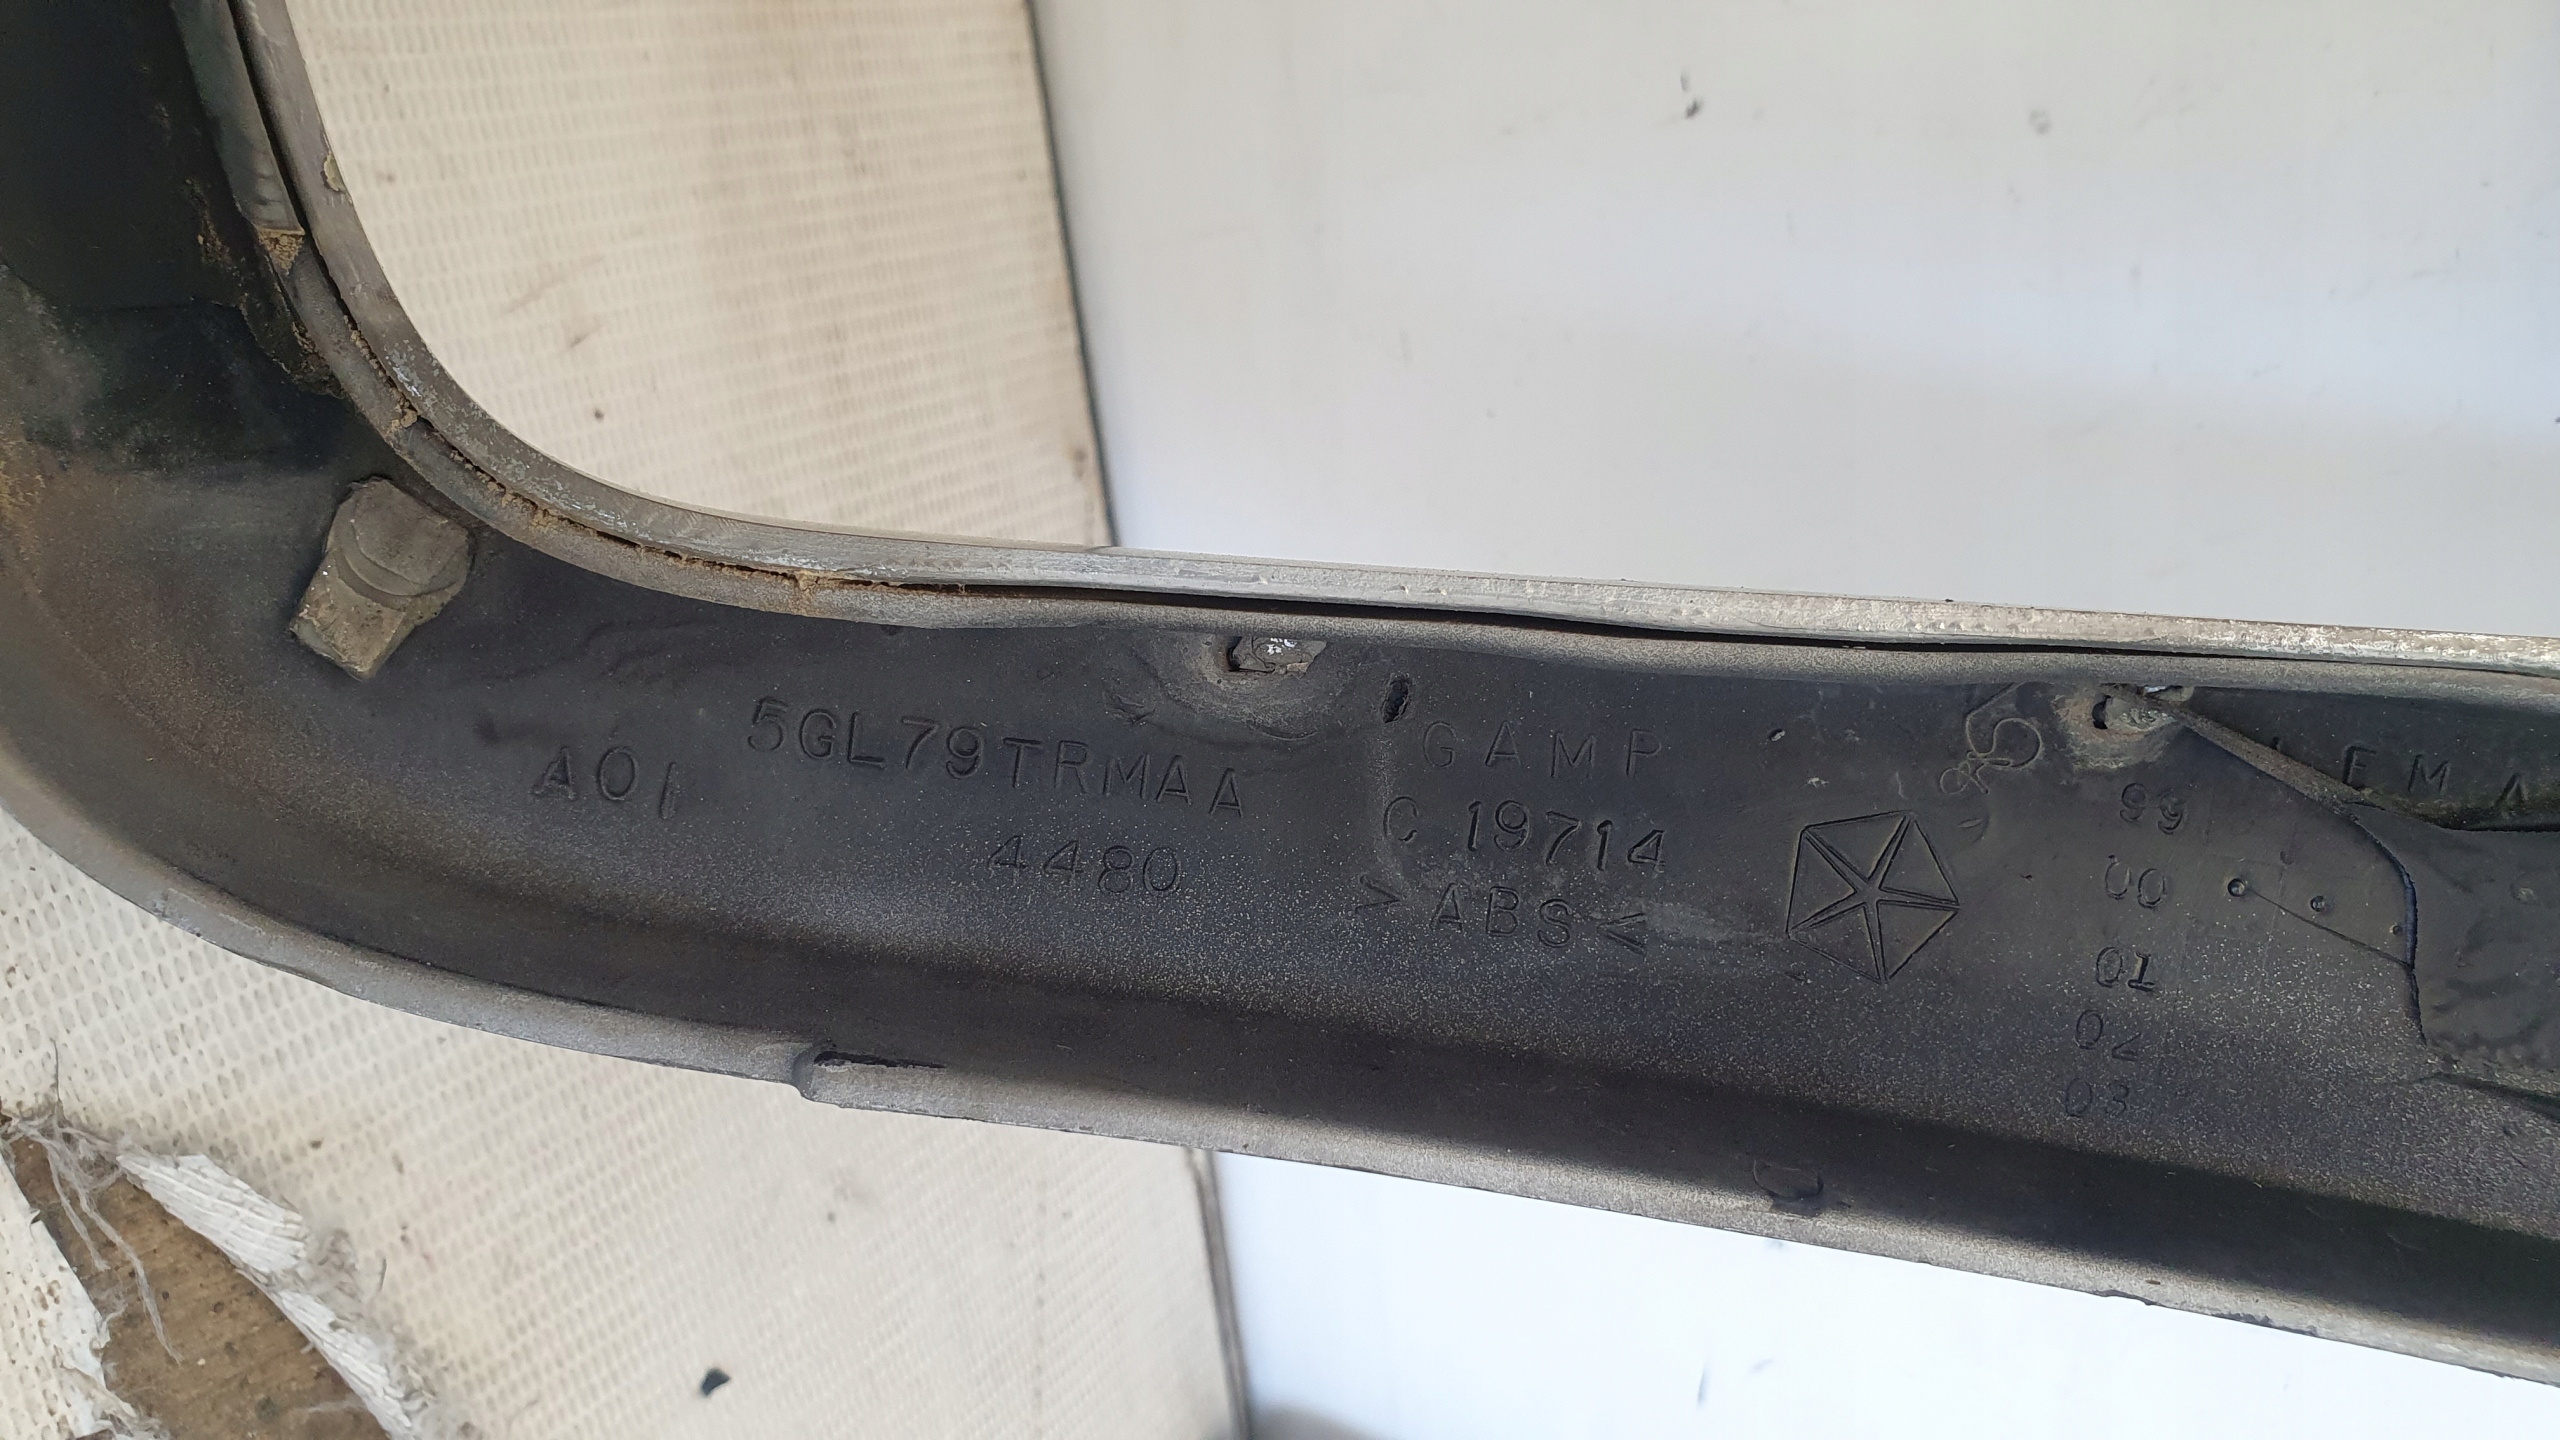 A01
5GL79TRMAA
4480
GAMP
C 19714
>ABS<
99
00
01
02
03